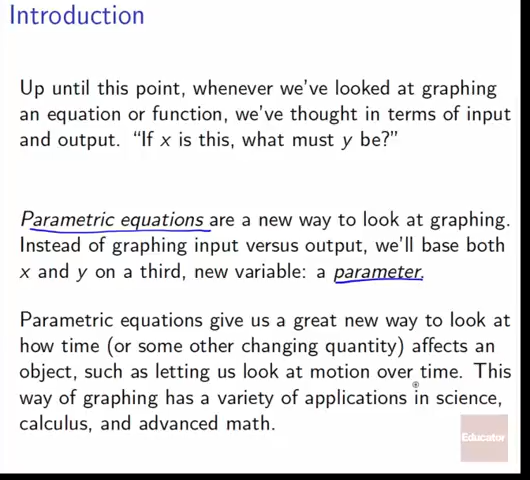 Introduction
Up until this point, whenever we've looked at graphing
an equation or function, we've thought in terms of input
and output. “If x is this, what must y be?”
Parametric equations are a new way to look at graphing.
Instead of graphing input versus output, we'll base both
x and y on a third, new variable: a parameter.
Parametric equations give us a great new way to look at
how time (or some other changing quantity) affects an
object, such as letting us look at motion over time. This
way of graphing has a variety of applications in science,
calculus, and advanced math.
Educator